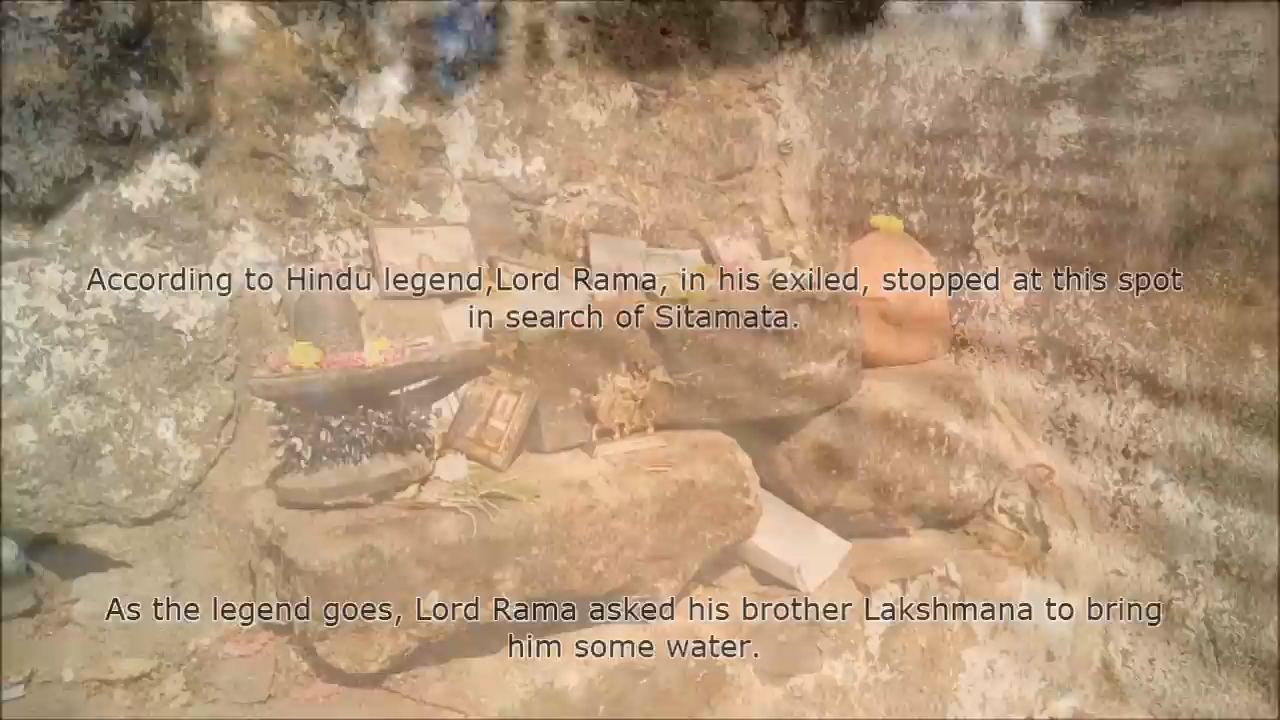 According to Hindu legend,Lord Rama, in his exiled, stopped at this spot
in search of Sitamata.
As the legend goes, Lord Rama asked his brother Lakshmana to bring
him some water.